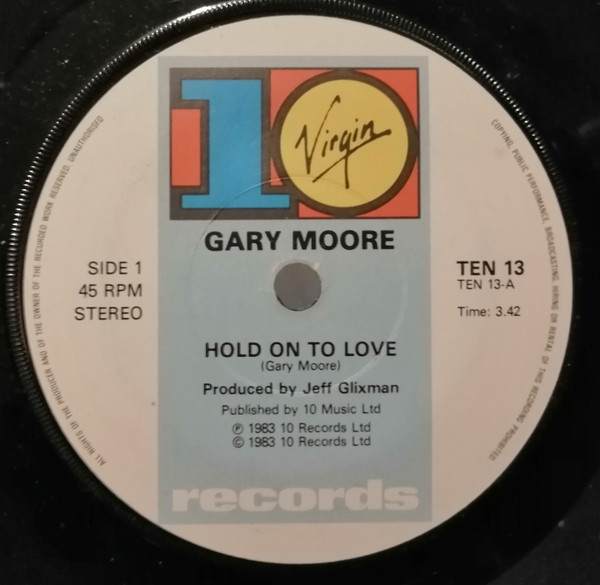 10
Virgin
GARY MOORE
SIDE 1
45 RPM
STEREO
TEN 13
TEN 13-A
Time: 3.42
HOLD ON TO LOVE
(Gary Moore)
Produced by Jeff Glixman
Published by 10 Music Ltd
℗ 1983 10 Records Ltd
© 1983 10 Records Ltd
records
ALL RIGHTS OF THE PRODUCER AND OF THE OWNER OF THE RECORDED WORK RESERVED. UNAUTHORISED
COPYING, PUBLIC PERFORMANCE, BROADCASTING, HIRING OR RENTAL OF THIS RECORDING PROHIBITED.